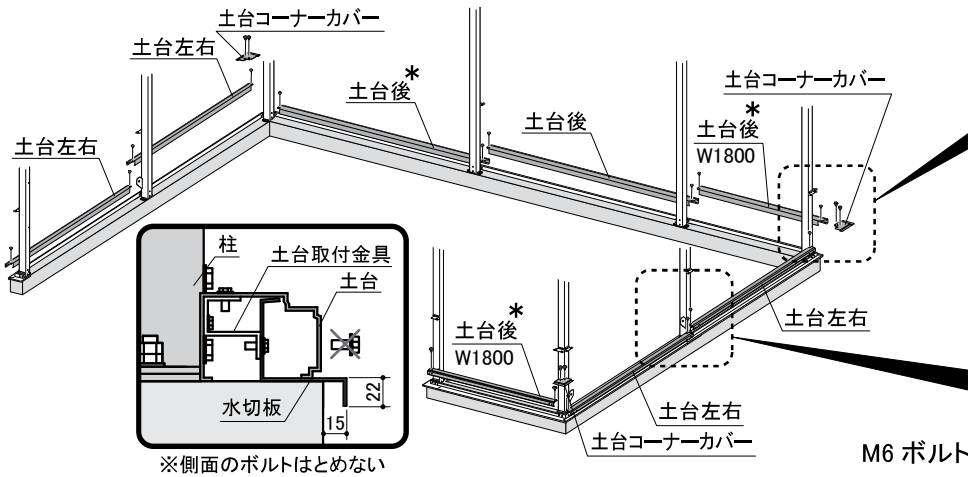 土台コーナーカバー
土台左右
土台左右
＊
土台後
土台後
土台コーナーカバー
＊
土台後
W1800
柱
土台取付金具
土台
水切板
22
15
※側面のボルトはとめない
＊
土台後
W1800
土台左右
土台左右
土台コーナーカバー
M6 ボルト